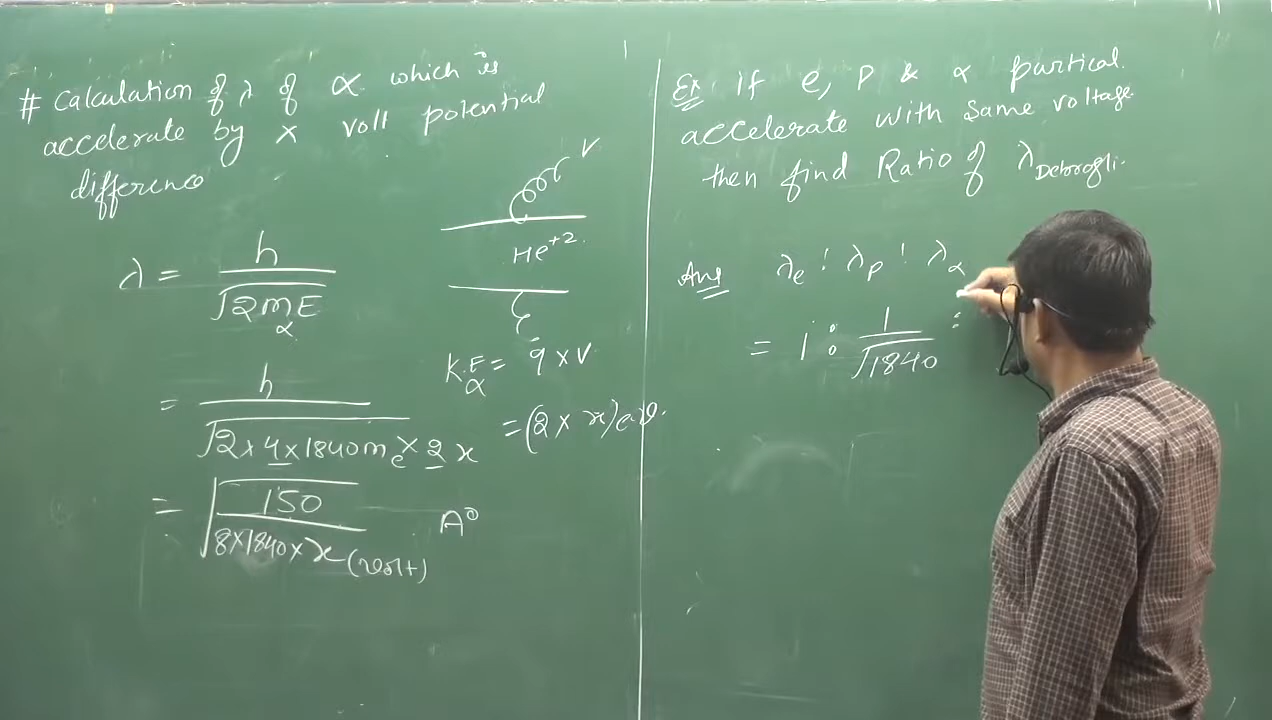 # Calculation of λ of α which is
accelerate by x volt potential
difference
λ = h / √2mαE
= h / √2×4×1840me×2x
= √150 / 8×1840×x(volt) A°
V
He+2
K.Eα = q × V
= (2 × x) e.v.
Ex: If e, P & α partical
accelerate with same voltage
then find Ratio of λDebrogli.
Ans λe : λp : λα
= 1 : 1/√1840 :